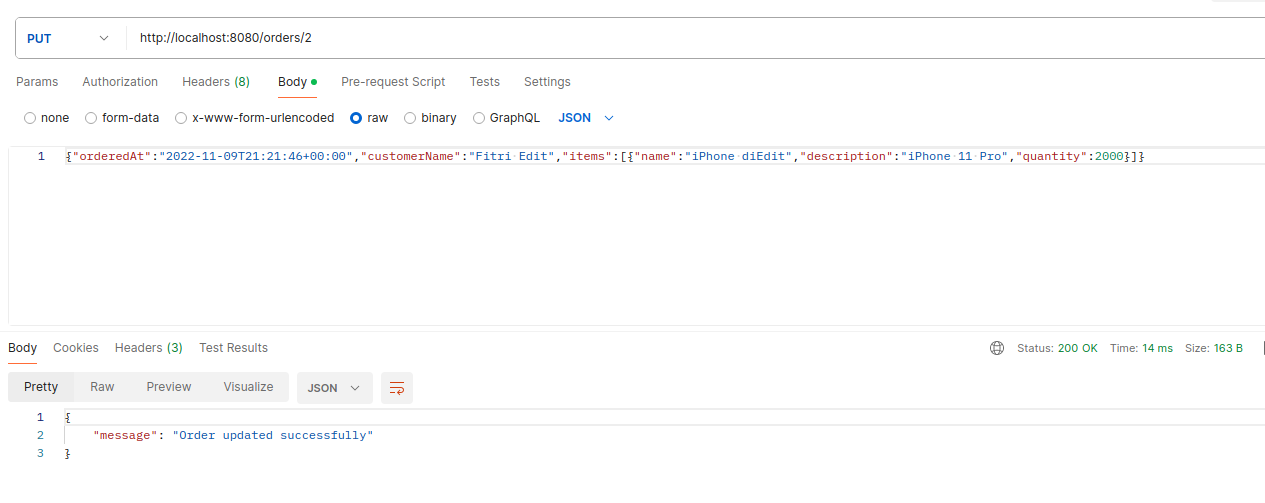 PUT http://localhost:8080/orders/2
Params Authorization Headers (8) Body Pre-request Script Tests Settings
none form-data x-www-form-urlencoded raw binary GraphQL JSON
1 {"orderedAt":"2022-11-09T21:21:46+00:00","customerName":"Fitri Edit","items":[{"name":"iPhone diEdit","description":"iPhone 11 Pro","quantity":2000}]}
Body Cookies Headers (3) Test Results Status: 200 OK Time: 14 ms Size: 163 B
Pretty Raw Preview Visualize JSON
1 {
2 "message": "Order updated successfully"
3 }